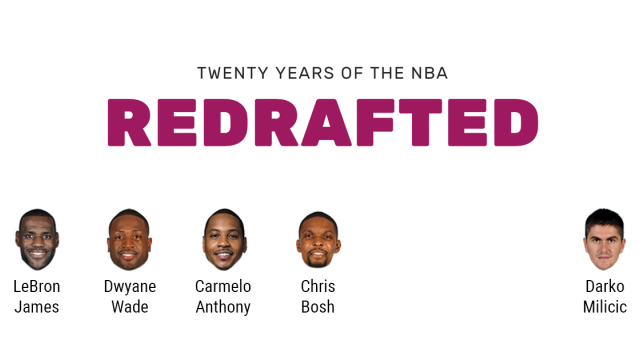 TWENTY YEARS OF THE NBA
REDRAFTED
LeBron
James
Dwyane
Wade
Carmelo
Anthony
Chris
Bosh
Darko
Milicic